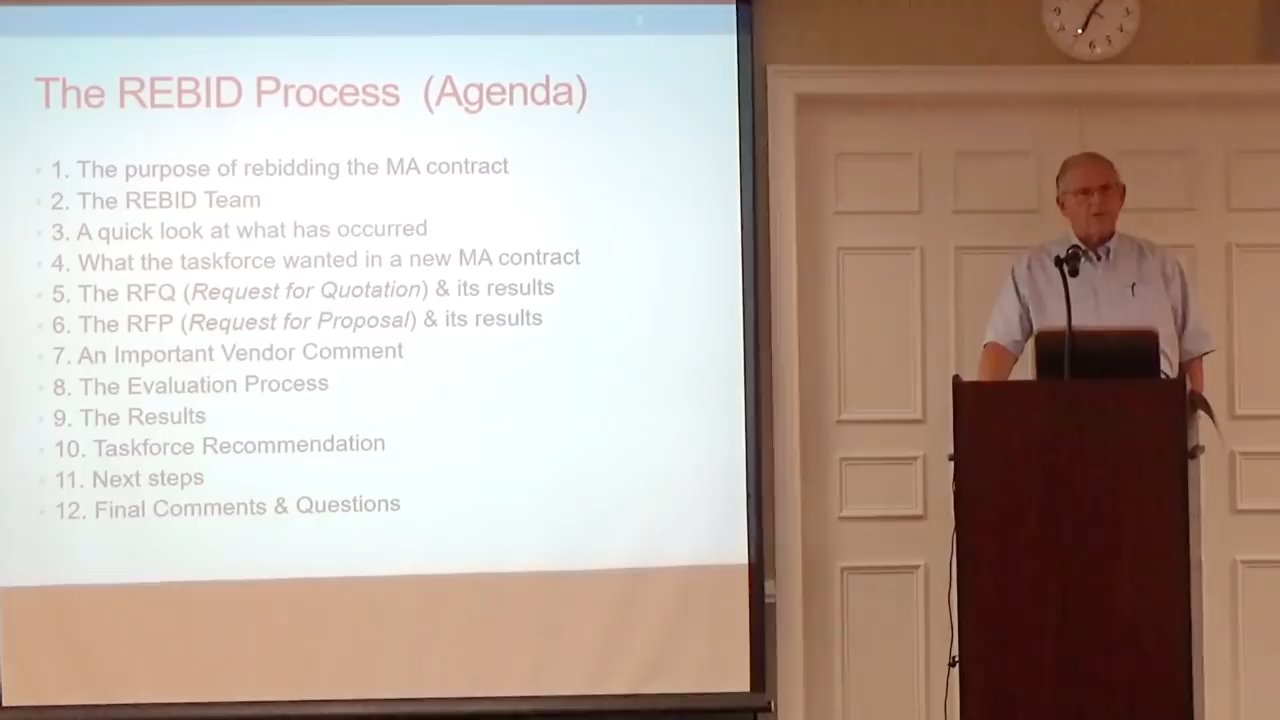 3
The REBID Process (Agenda)
1. The purpose of rebidding the MA contract
2. The REBID Team
3. A quick look at what has occurred
4. What the taskforce wanted in a new MA contract
5. The RFQ (Request for Quotation) & its results
6. The RFP (Request for Proposal) & its results
7. An Important Vendor Comment
8. The Evaluation Process
9. The Results
10. Taskforce Recommendation
11. Next steps
12. Final Comments & Questions